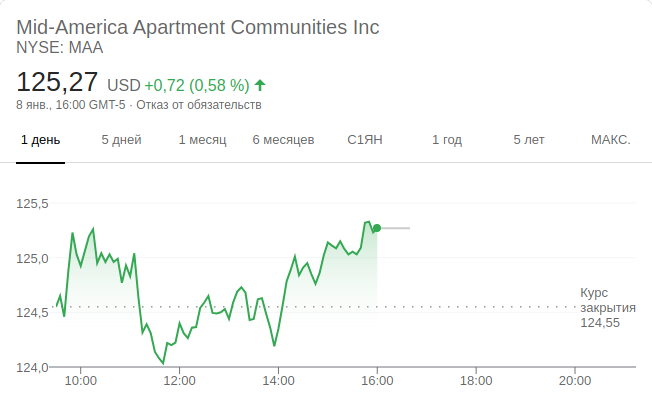 Mid-America Apartment Communities Inc
NYSE: MAA
125,27 USD +0,72 (0,58 %)
8 янв., 16:00 GMT-5 · Отказ от обязательств
1 день 5 дней 1 месяц 6 месяцев С1ЯН 1 год 5 лет МАКС.
125,5
125,0
124,5
124,0
Курс
закрытия
124,55
10:00 12:00 14:00 16:00 18:00 20:00